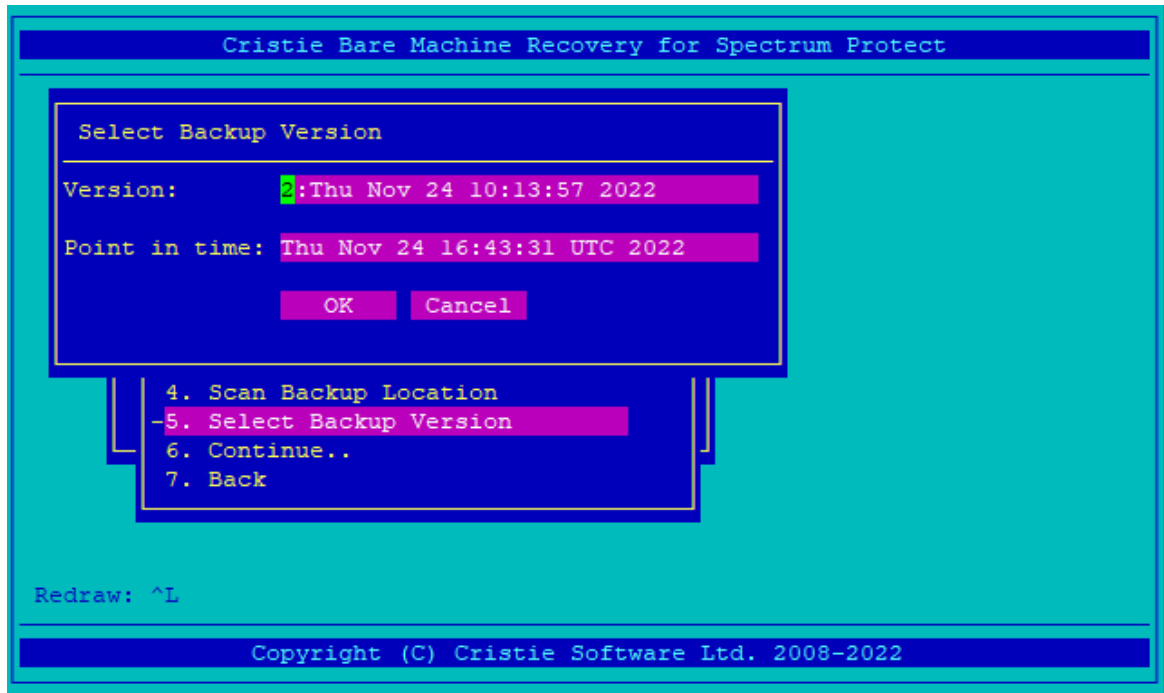 Cristie Bare Machine Recovery for Spectrum Protect
Select Backup Version
Version: 2:Thu Nov 24 10:13:57 2022
Point in time: Thu Nov 24 16:43:31 UTC 2022
OK Cancel
4. Scan Backup Location
-5. Select Backup Version
6. Continue..
7. Back
Redraw: ^L
Copyright (C) Cristie Software Ltd. 2008-2022